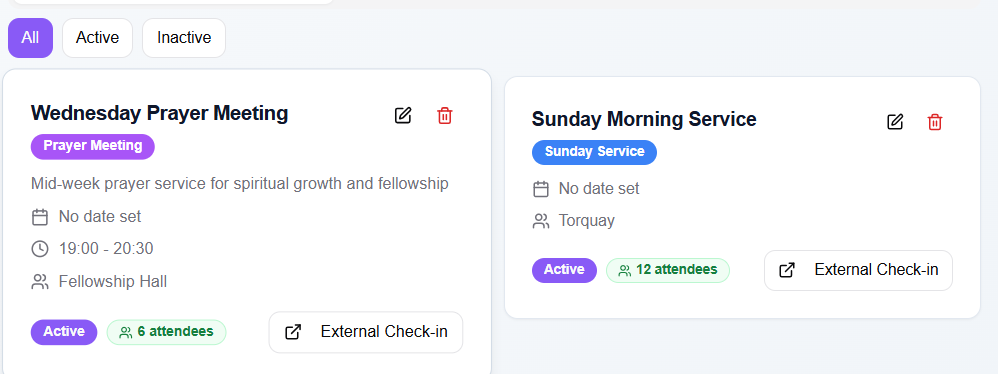 All
Active
Inactive
Wednesday Prayer Meeting
Prayer Meeting
Mid-week prayer service for spiritual growth and fellowship
No date set
19:00 - 20:30
Fellowship Hall
Active
6 attendees
External Check-in
Sunday Morning Service
Sunday Service
No date set
Torquay
Active
12 attendees
External Check-in